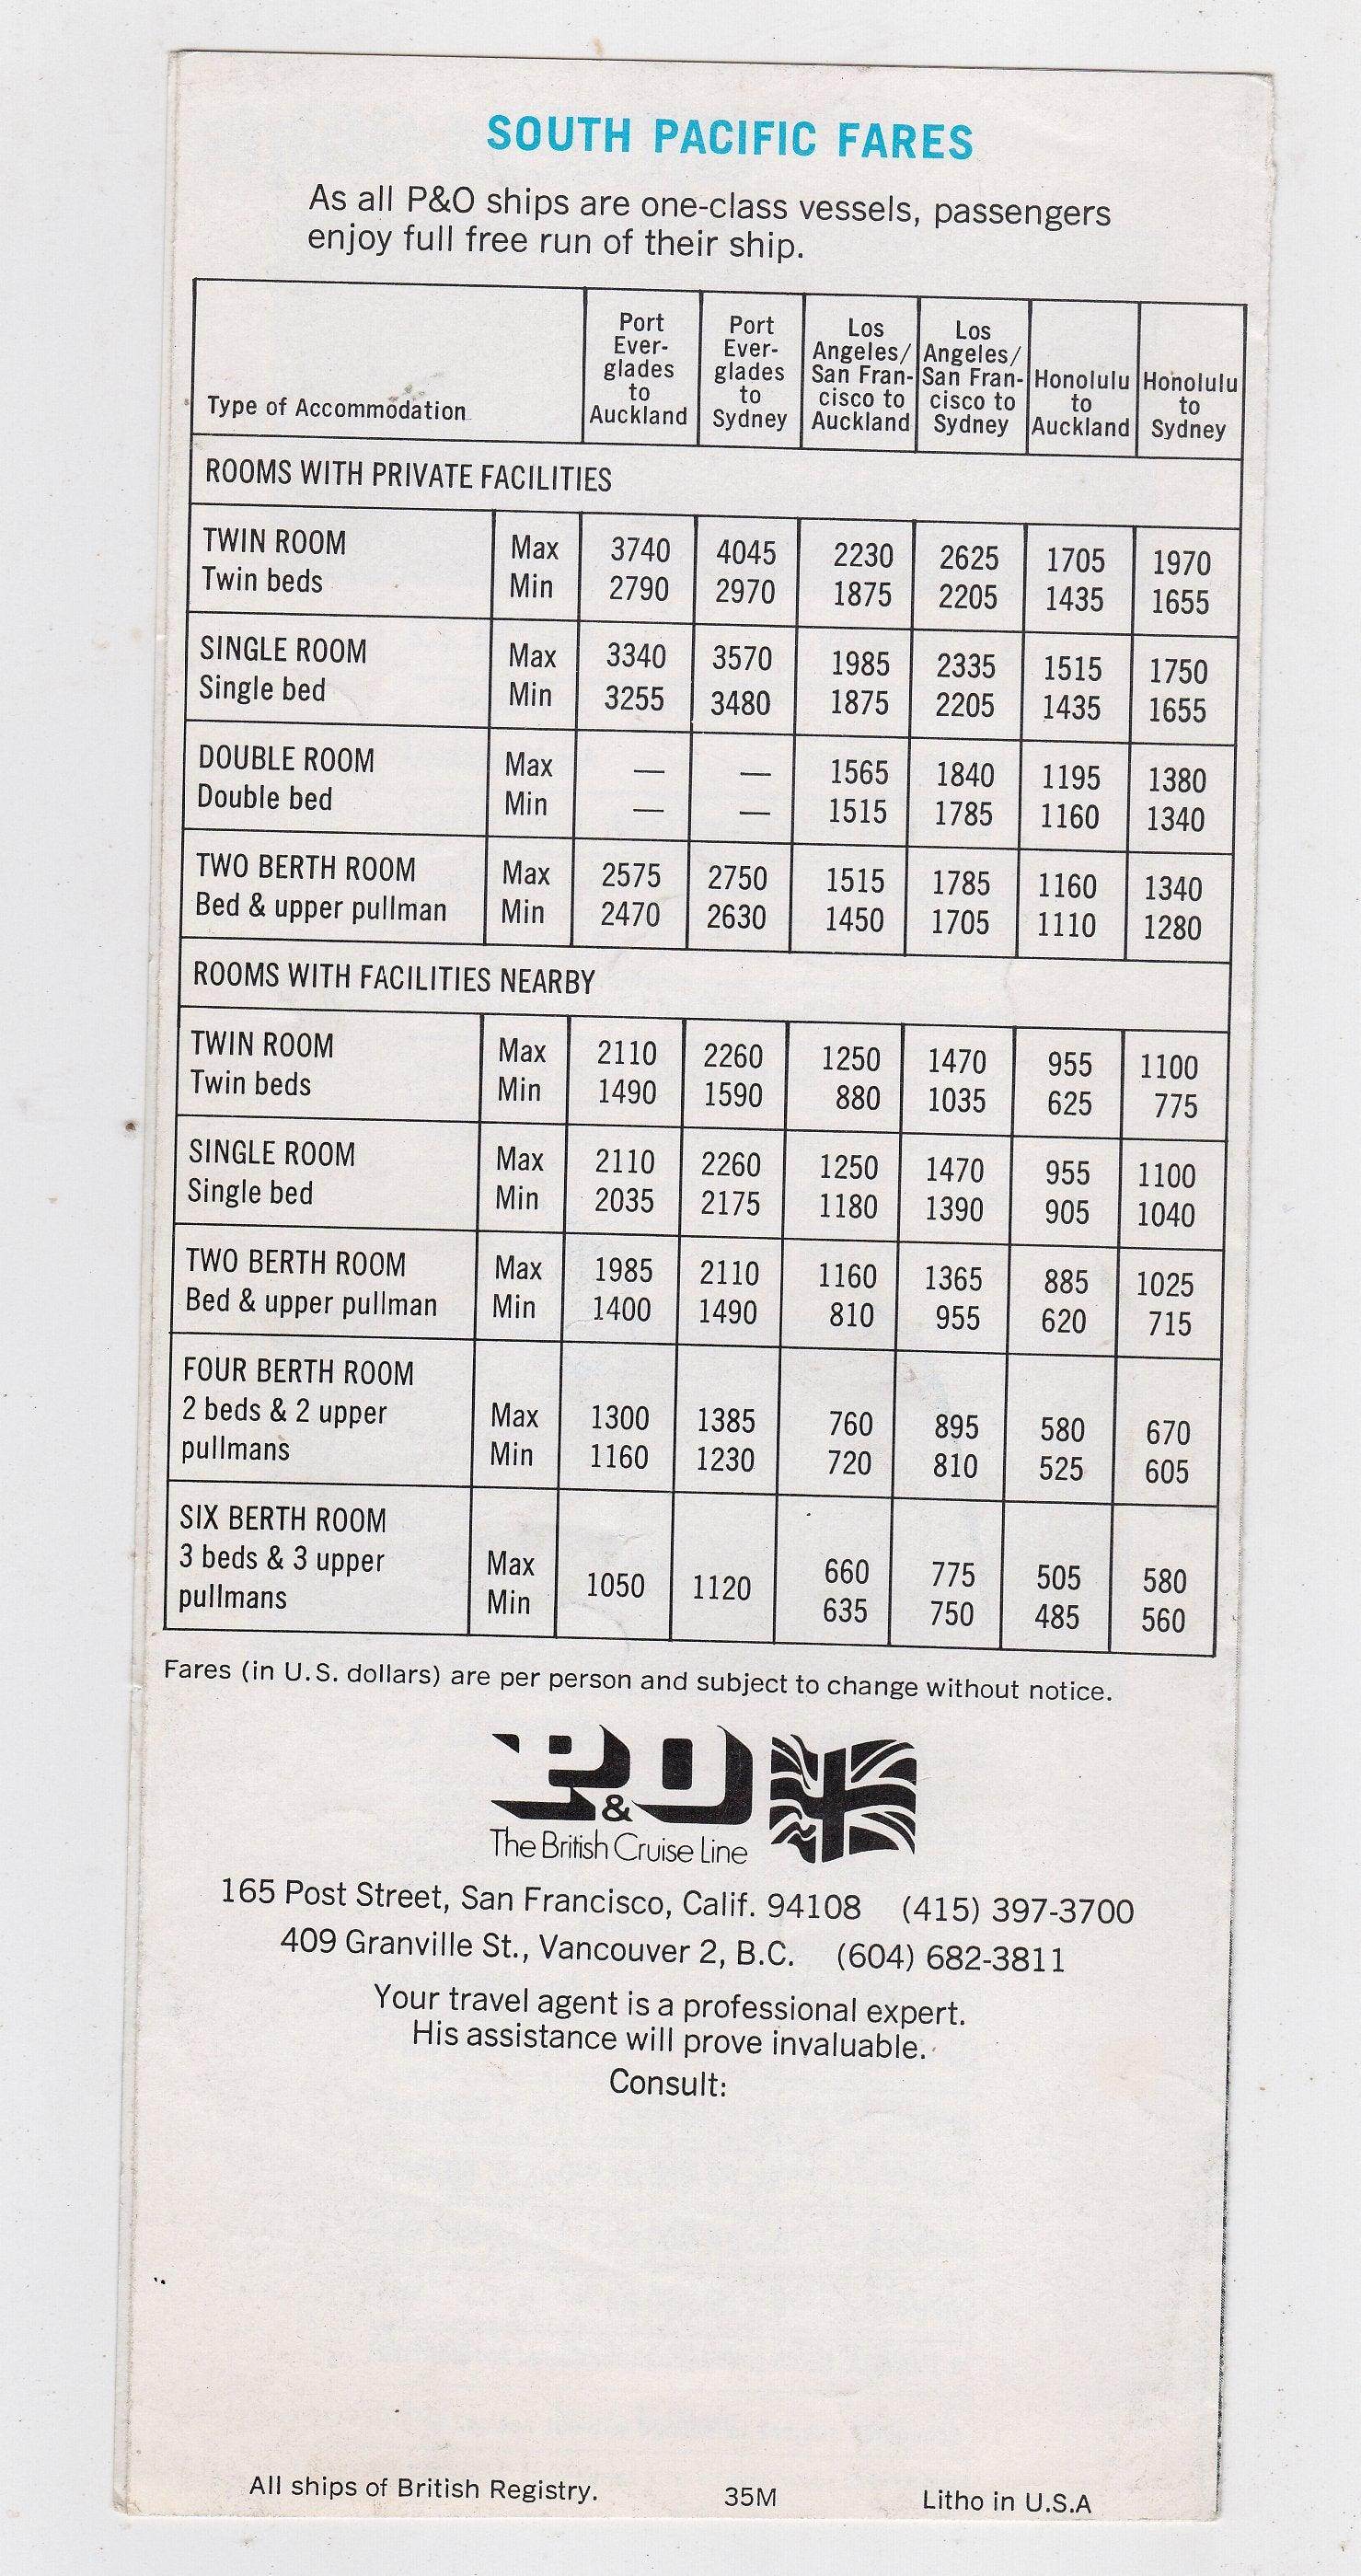 SOUTH PACIFIC FARES
As all P&O ships are one-class vessels, passengers
enjoy full free run of their ship.
Type of Accommodation
Port Ever- glades to Auckland
Port Ever- glades to Sydney
Los Angeles/ San Fran- cisco to Auckland
Los Angeles/ San Fran- cisco to Sydney
Honolulu to Auckland
Honolulu to Sydney
ROOMS WITH PRIVATE FACILITIES
TWIN ROOM Max 3740 4045 2230 2625 1705 1970
Twin beds Min 2790 2970 1875 2205 1435 1655
SINGLE ROOM Max 3340 3570 1985 2335 1515 1750
Single bed Min 3255 3480 1875 2205 1435 1655
DOUBLE ROOM Max — — 1565 1840 1195 1380
Double bed Min — — 1515 1785 1160 1340
TWO BERTH ROOM Max 2575 2750 1515 1785 1160 1340
Bed & upper pullman Min 2470 2630 1450 1705 1110 1280
ROOMS WITH FACILITIES NEARBY
TWIN ROOM Max 2110 2260 1250 1470 955 1100
Twin beds Min 1490 1590 880 1035 625 775
SINGLE ROOM Max 2110 2260 1250 1470 955 1100
Single bed Min 2035 2175 1180 1390 905 1040
TWO BERTH ROOM Max 1985 2110 1160 1365 885 1025
Bed & upper pullman Min 1400 1490 810 955 620 715
FOUR BERTH ROOM
2 beds & 2 upper Max 1300 1385 760 895 580 670
pullmans Min 1160 1230 720 810 525 605
SIX BERTH ROOM
3 beds & 3 upper Max 1050 1120 660 775 505 580
pullmans Min 635 750 485 560
Fares (in U.S. dollars) are per person and subject to change without notice.
P&O
The British Cruise Line
165 Post Street, San Francisco, Calif. 94108 (415) 397-3700
409 Granville St., Vancouver 2, B.C. (604) 682-3811
Your travel agent is a professional expert.
His assistance will prove invaluable.
Consult:
All ships of British Registry. 35M Litho in U.S.A